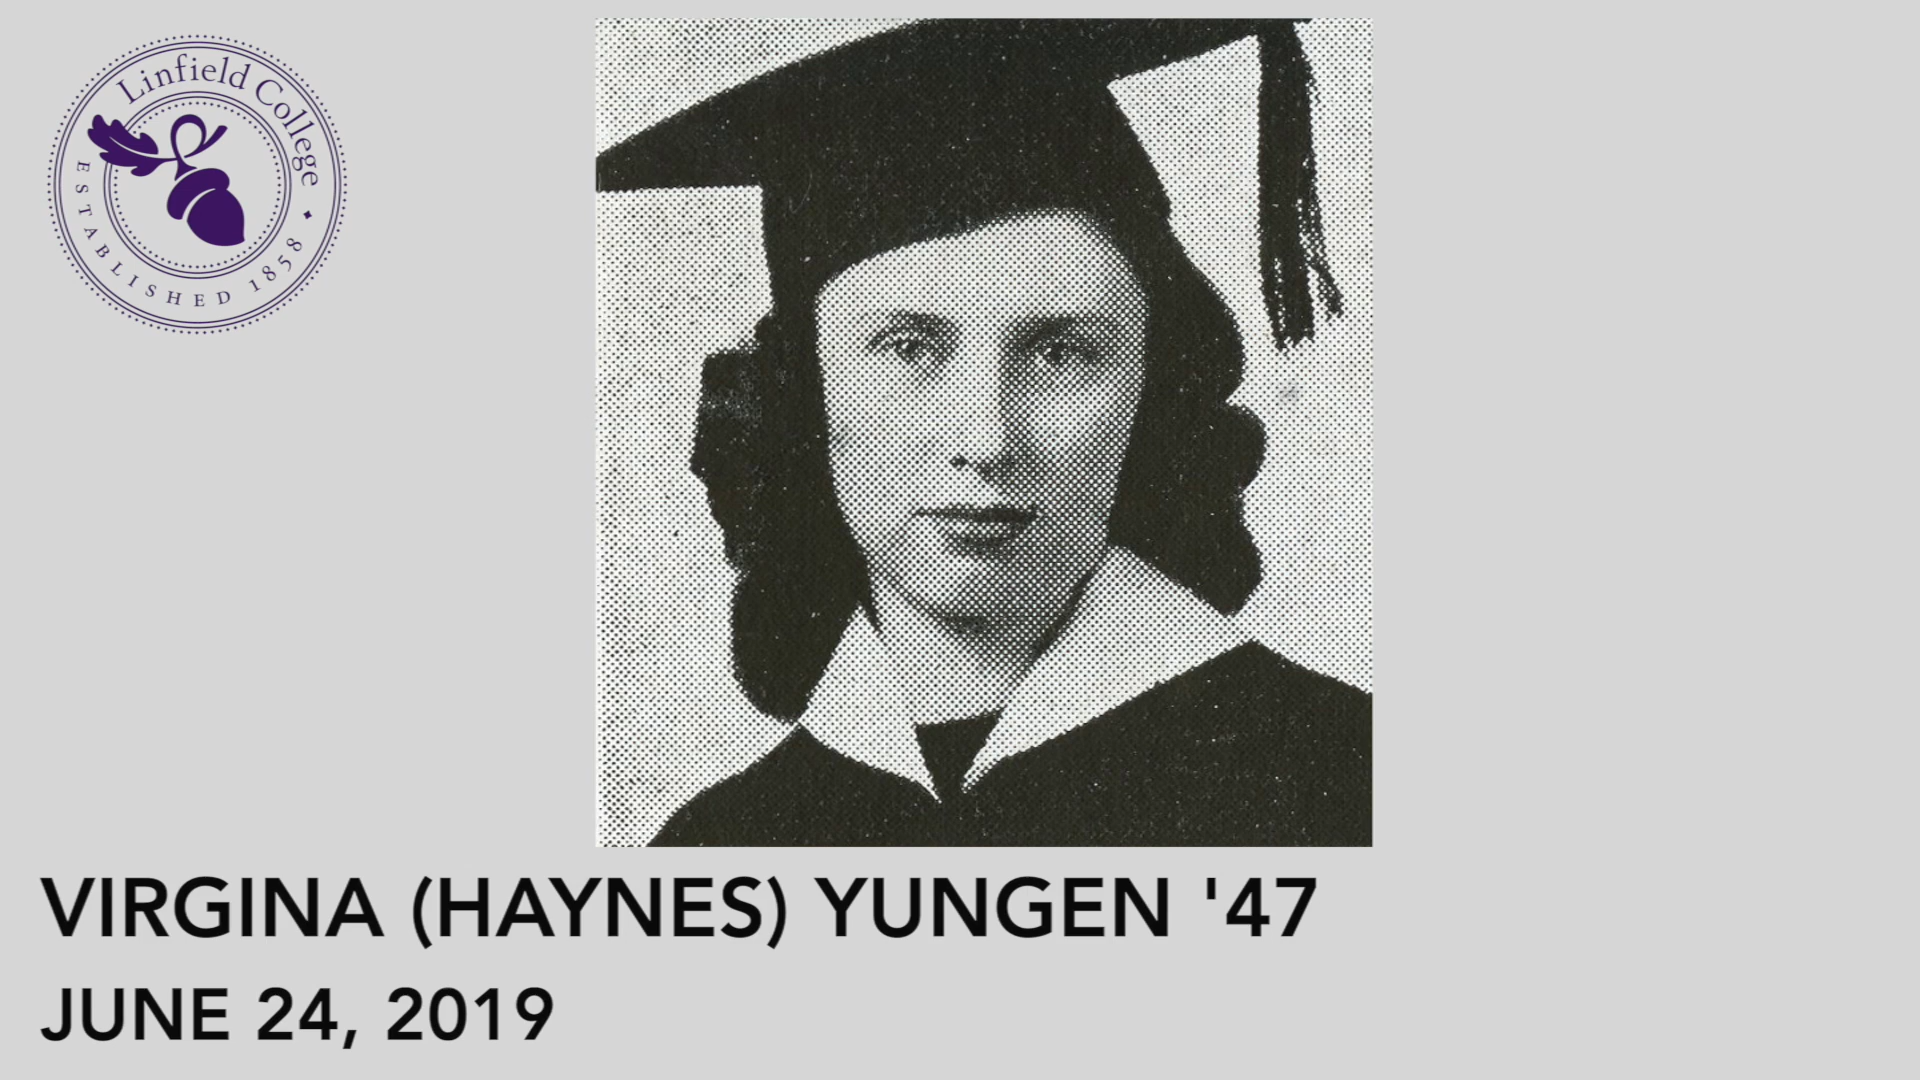 Linfield College
ESTABLISHED 1858
VIRGINA (HAYNES) YUNGEN '47
JUNE 24, 2019